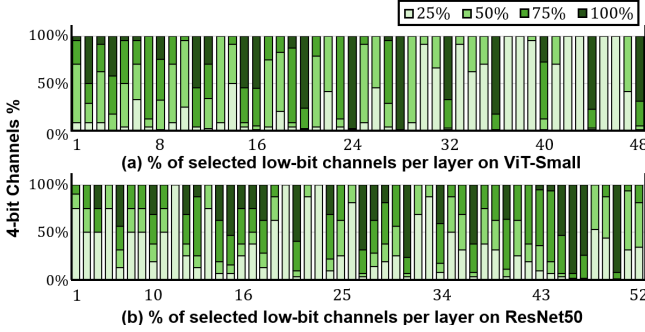 25% 50% 75% 100%
4-bit Channels %
100%
50%
0%
1 8 16 24 32 40 48
(a) % of selected low-bit channels per layer on ViT-Small
100%
50%
0%
1 10 16 25 34 43 52
(b) % of selected low-bit channels per layer on ResNet50